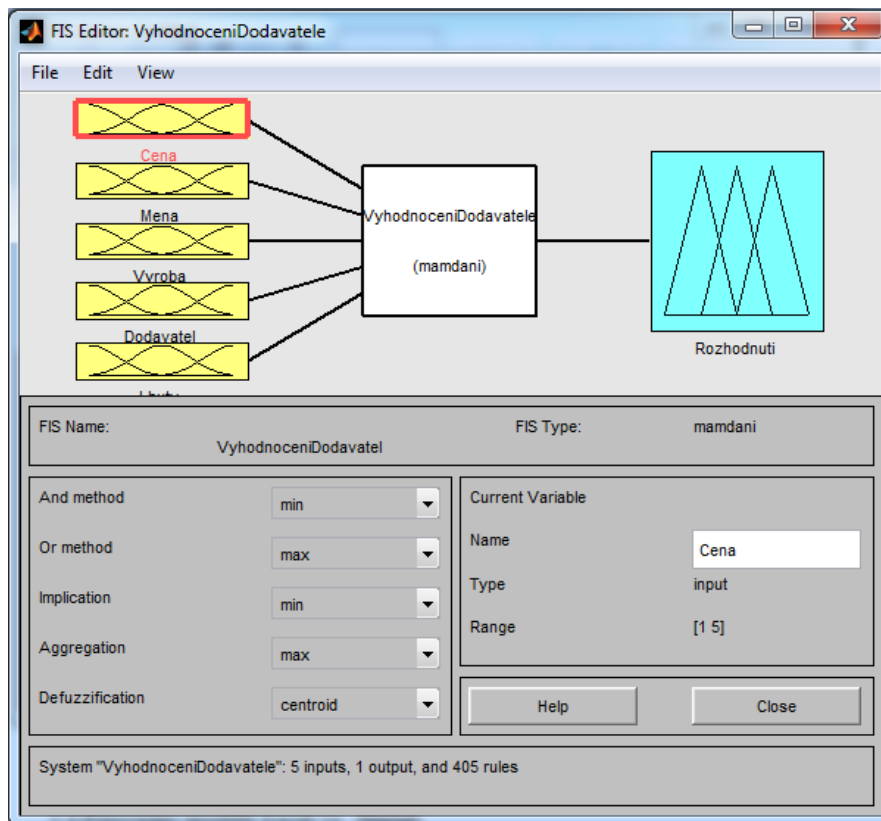 FIS Editor: VyhodnoceniDodavatele
File Edit View
Cena
Mena
Vyroba
Dodavatel
VyhodnoceniDodavatele
(mamdani)
Rozhodnuti
FIS Name:
VyhodnoceniDodavatel
FIS Type:
mamdani
And method
min
Or method
max
Implication
min
Aggregation
max
Defuzzification
centroid
Current Variable
Name
Cena
Type
input
Range
[1 5]
Help
Close
System "VyhodnoceniDodavatele": 5 inputs, 1 output, and 405 rules